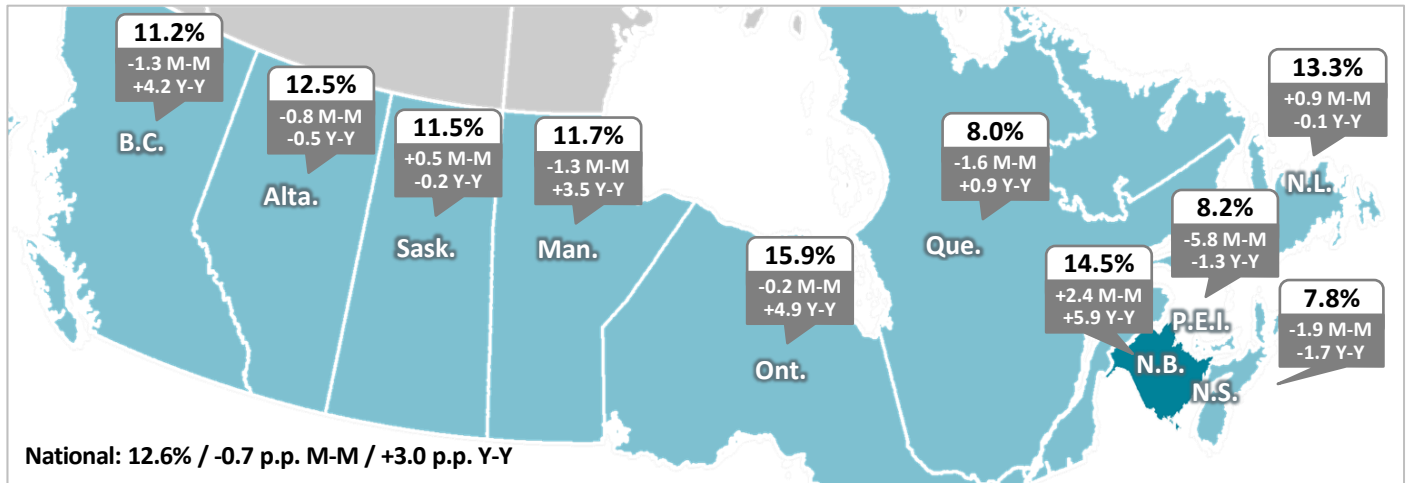 11.2%
-1.3 M-M
+4.2 Y-Y
B.C.
12.5%
-0.8 M-M
-0.5 Y-Y
Alta.
11.5%
+0.5 M-M
-0.2 Y-Y
Sask.
11.7%
-1.3 M-M
+3.5 Y-Y
Man.
15.9%
-0.2 M-M
+4.9 Y-Y
Ont.
8.0%
-1.6 M-M
+0.9 Y-Y
Que.
13.3%
+0.9 M-M
-0.1 Y-Y
N.L.
8.2%
-5.8 M-M
-1.3 Y-Y
P.E.I.
14.5%
+2.4 M-M
+5.9 Y-Y
N.B.
7.8%
-1.9 M-M
-1.7 Y-Y
N.S.
National: 12.6% / -0.7 p.p. M-M / +3.0 p.p. Y-Y